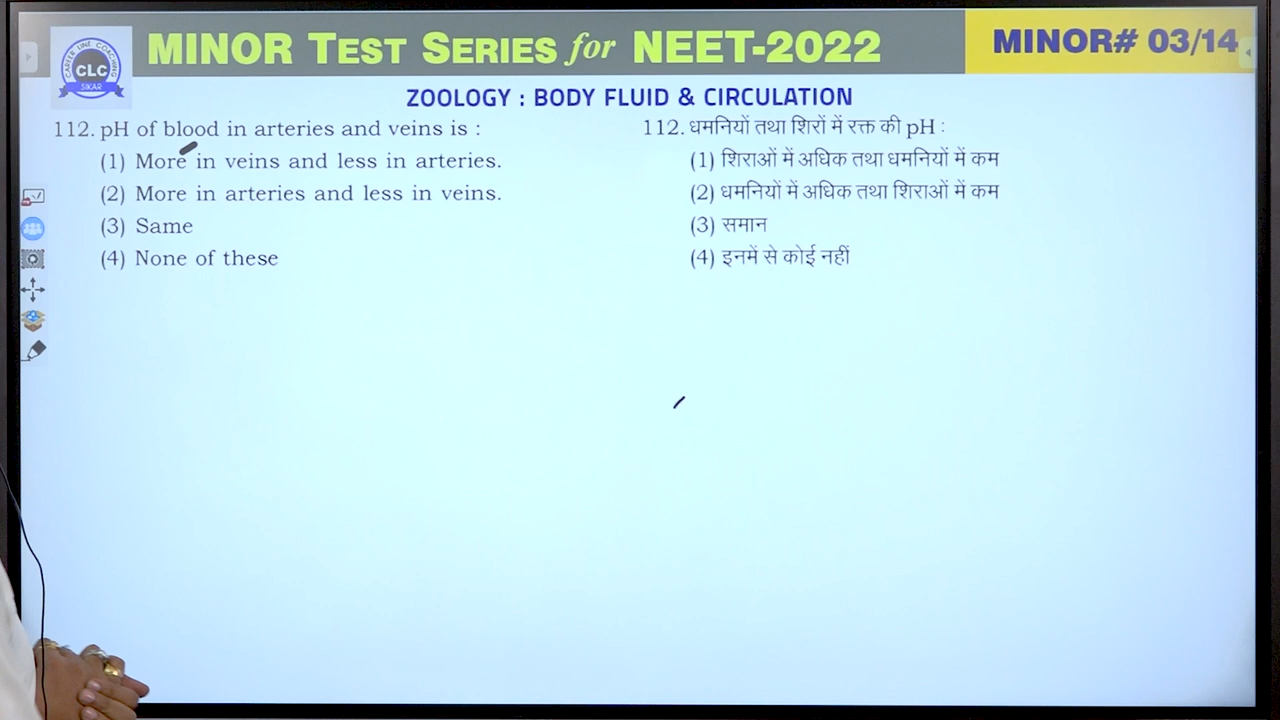 MINOR TEST SERIES for NEET-2022
MINOR# 03/14
CAREER LINE COACHING
CLC
SIKAR
ZOOLOGY : BODY FLUID & CIRCULATION
112. pH of blood in arteries and veins is :
(1) More in veins and less in arteries.
(2) More in arteries and less in veins.
(3) Same
(4) None of these
112. धमनियों तथा शिरों में रक्त की pH :
(1) शिराओं में अधिक तथा धमनियों में कम
(2) धमनियों में अधिक तथा शिराओं में कम
(3) समान
(4) इनमें से कोई नहीं